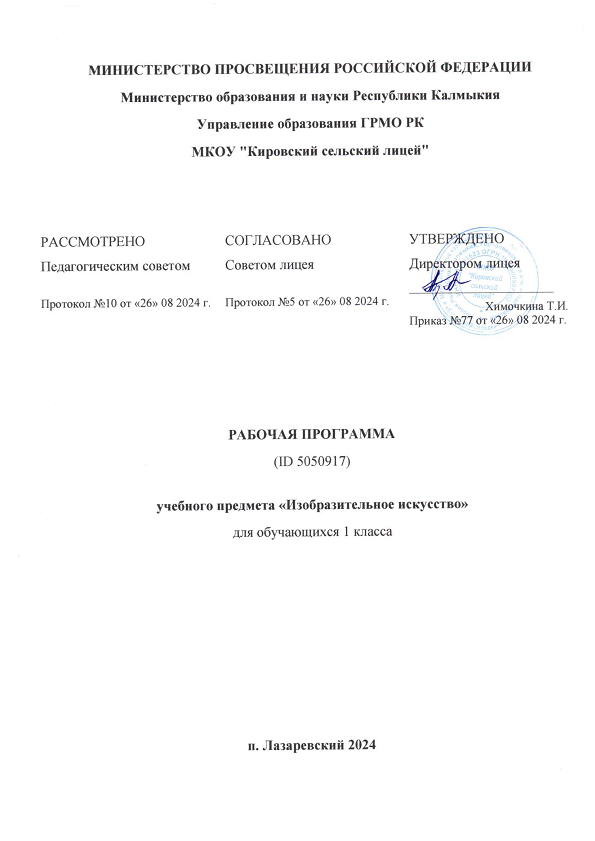 МИНИСТЕРСТВО ПРОСВЕЩЕНИЯ РОССИЙСКОЙ ФЕДЕРАЦИИ
Министерство образования и науки Республики Калмыкия
Управление образования ГРМО РК
МКОУ "Кировский сельский лицей"
РАССМОТРЕНО
Педагогическим советом
Протокол №10 от «26» 08 2024 г.
СОГЛАСОВАНО
Советом лицея
Протокол №5 от «26» 08 2024 г.
УТВЕРЖДЕНО
Директором лицея
"Кировский
сельский
лицей"
Химочкина Т.И.
Приказ №77 от «26» 08 2024 г.
РАБОЧАЯ ПРОГРАММА
(ID 5050917)
учебного предмета «Изобразительное искусство»
для обучающихся 1 класса
п. Лазаревский 2024